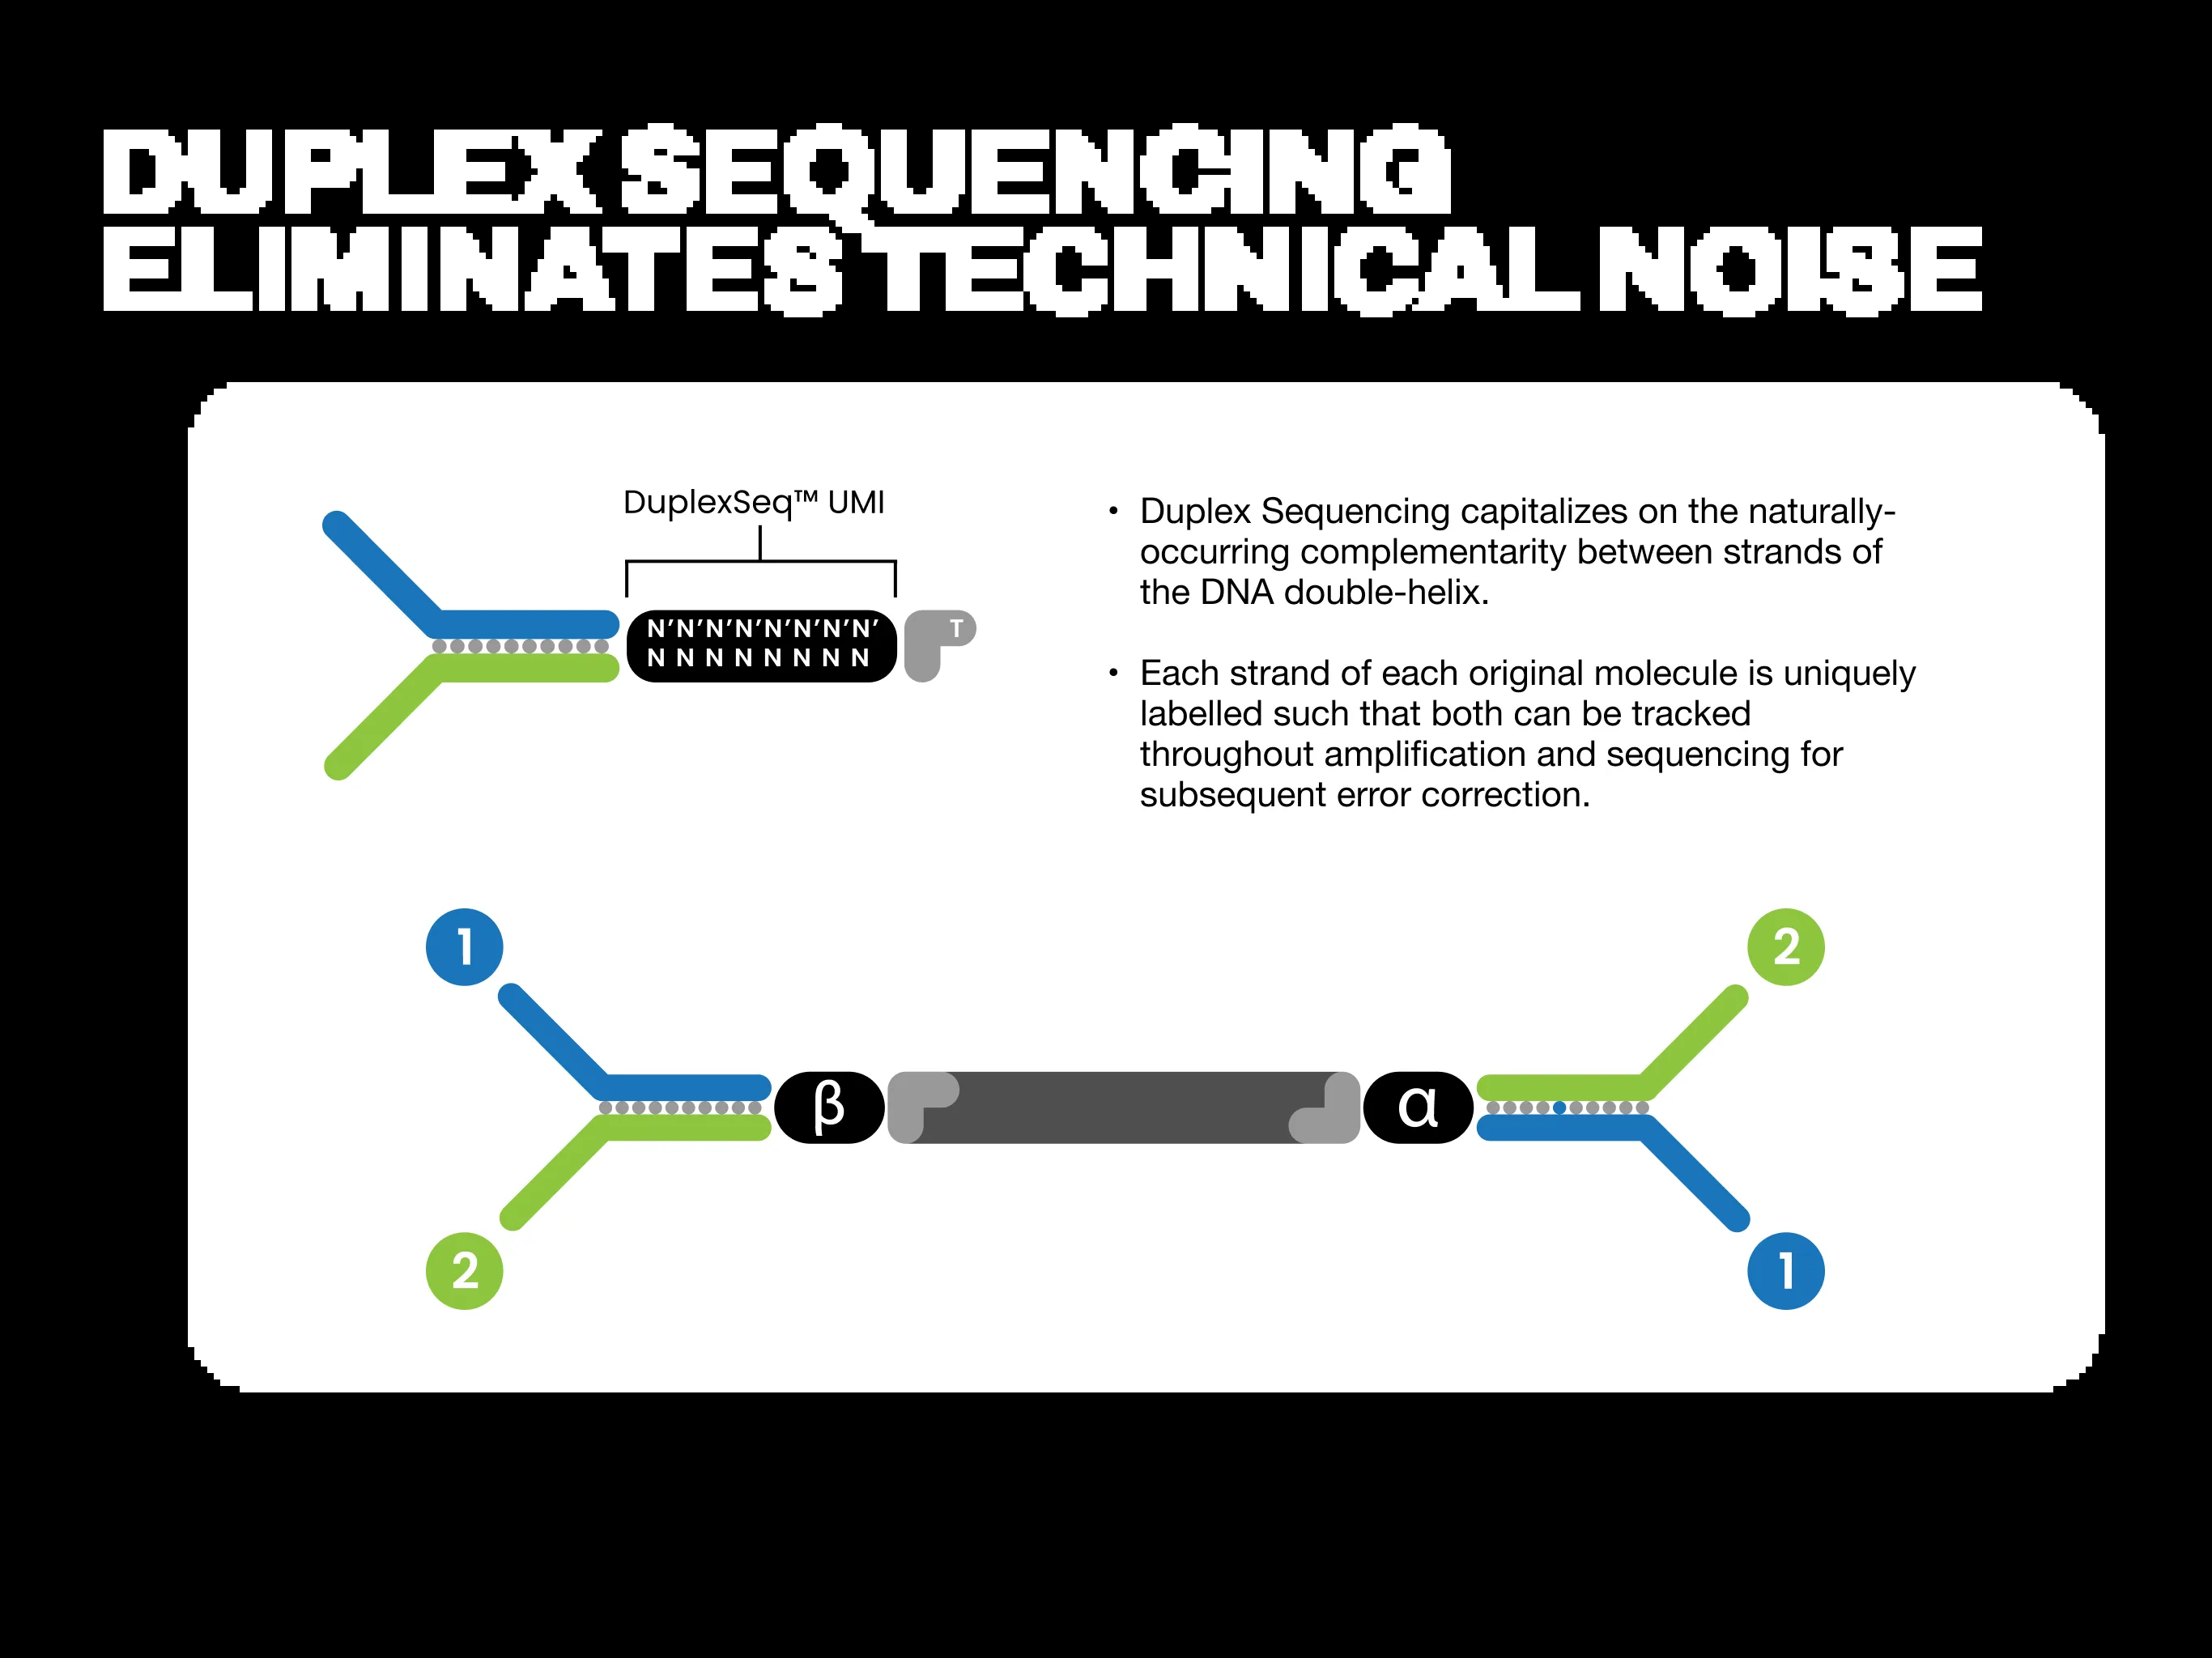 DUPLEX SEQUENCING
ELIMINATES TECHNICAL NOISE
DuplexSeq™ UMI
N’N’N’N’N’N’N’N’
N N N N N N N N
T
• Duplex Sequencing capitalizes on the naturally-
occurring complementarity between strands of
the DNA double-helix.
• Each strand of each original molecule is uniquely
labelled such that both can be tracked
throughout amplification and sequencing for
subsequent error correction.
1
2
β
α
2
1